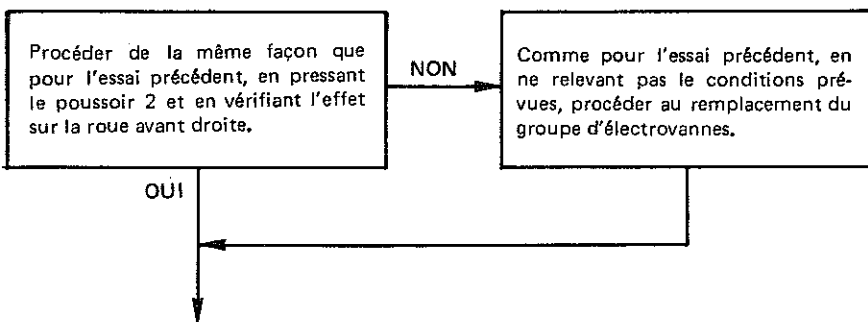 Procéder de la même façon que
pour l'essai précédent, en pressant
le poussoir 2 et en vérifiant l'effet
sur la roue avant droite.
NON
Comme pour l'essai précédent, en
ne relevant pas le conditions pré-
vues, procéder au remplacement du
groupe d'électrovannes.
OUI